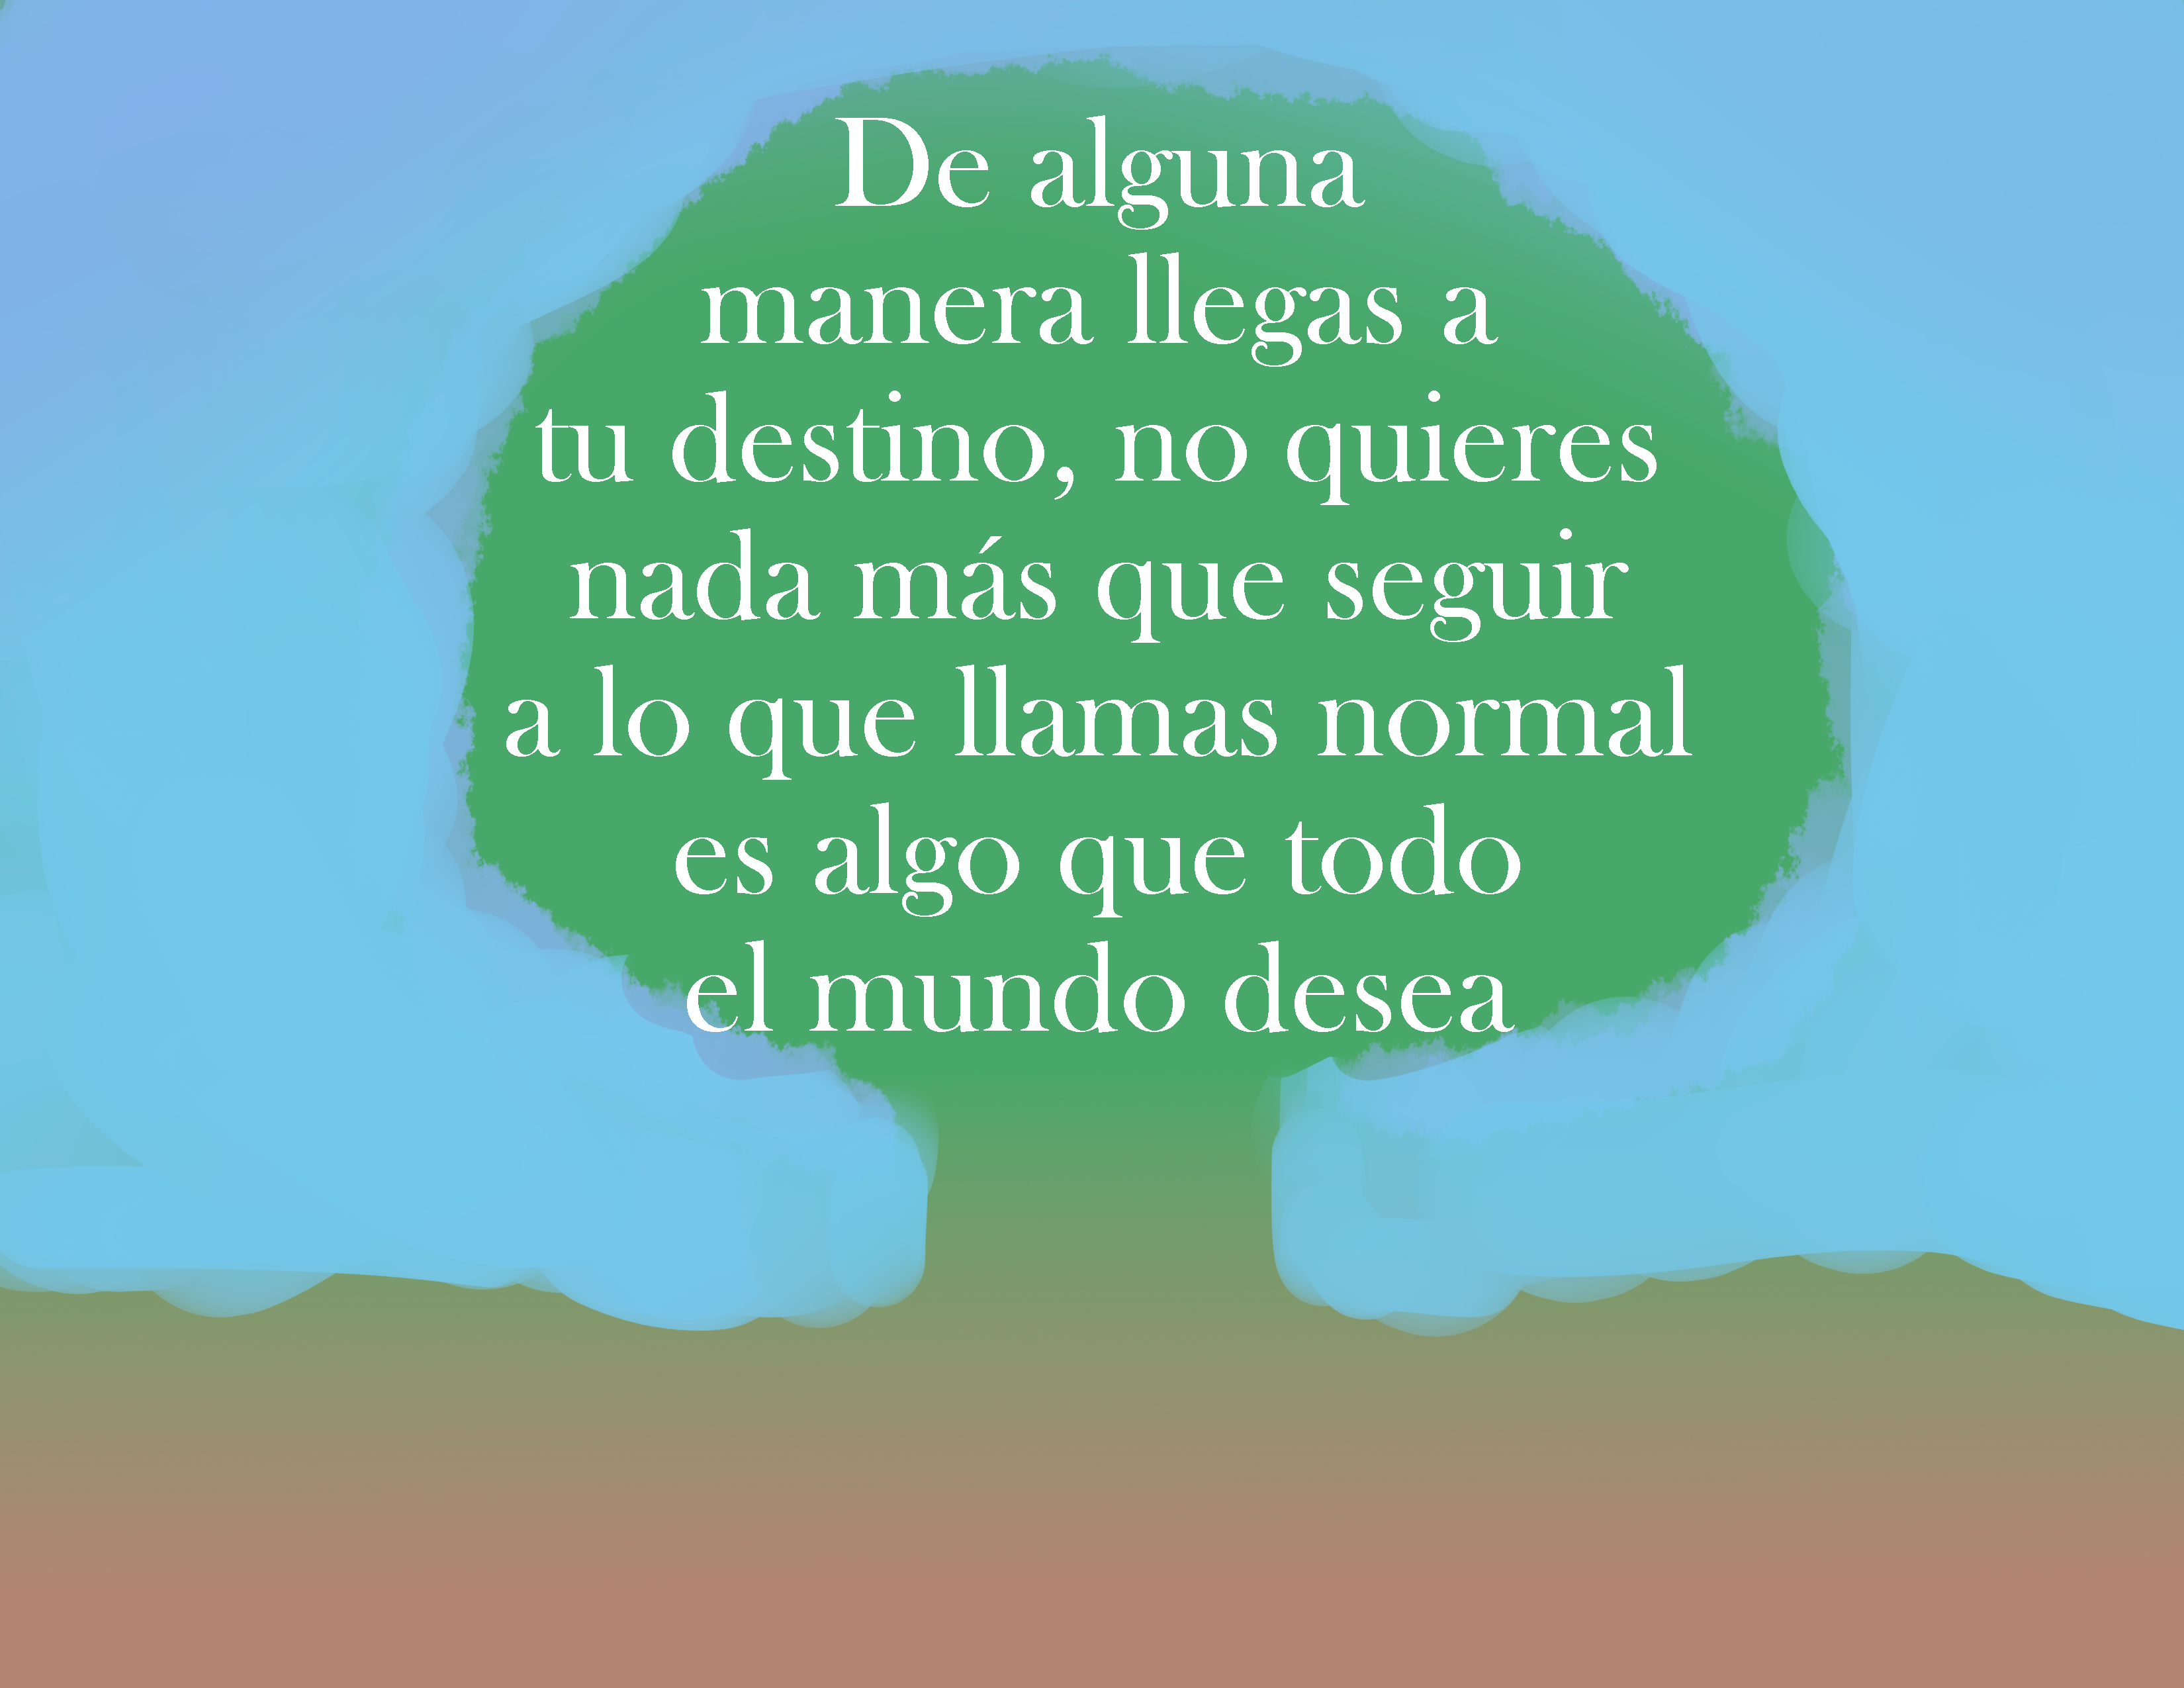 De alguna
manera llegas a
tu destino, no quieres
nada más que seguir
a lo que llamas normal
es algo que todo
el mundo desea